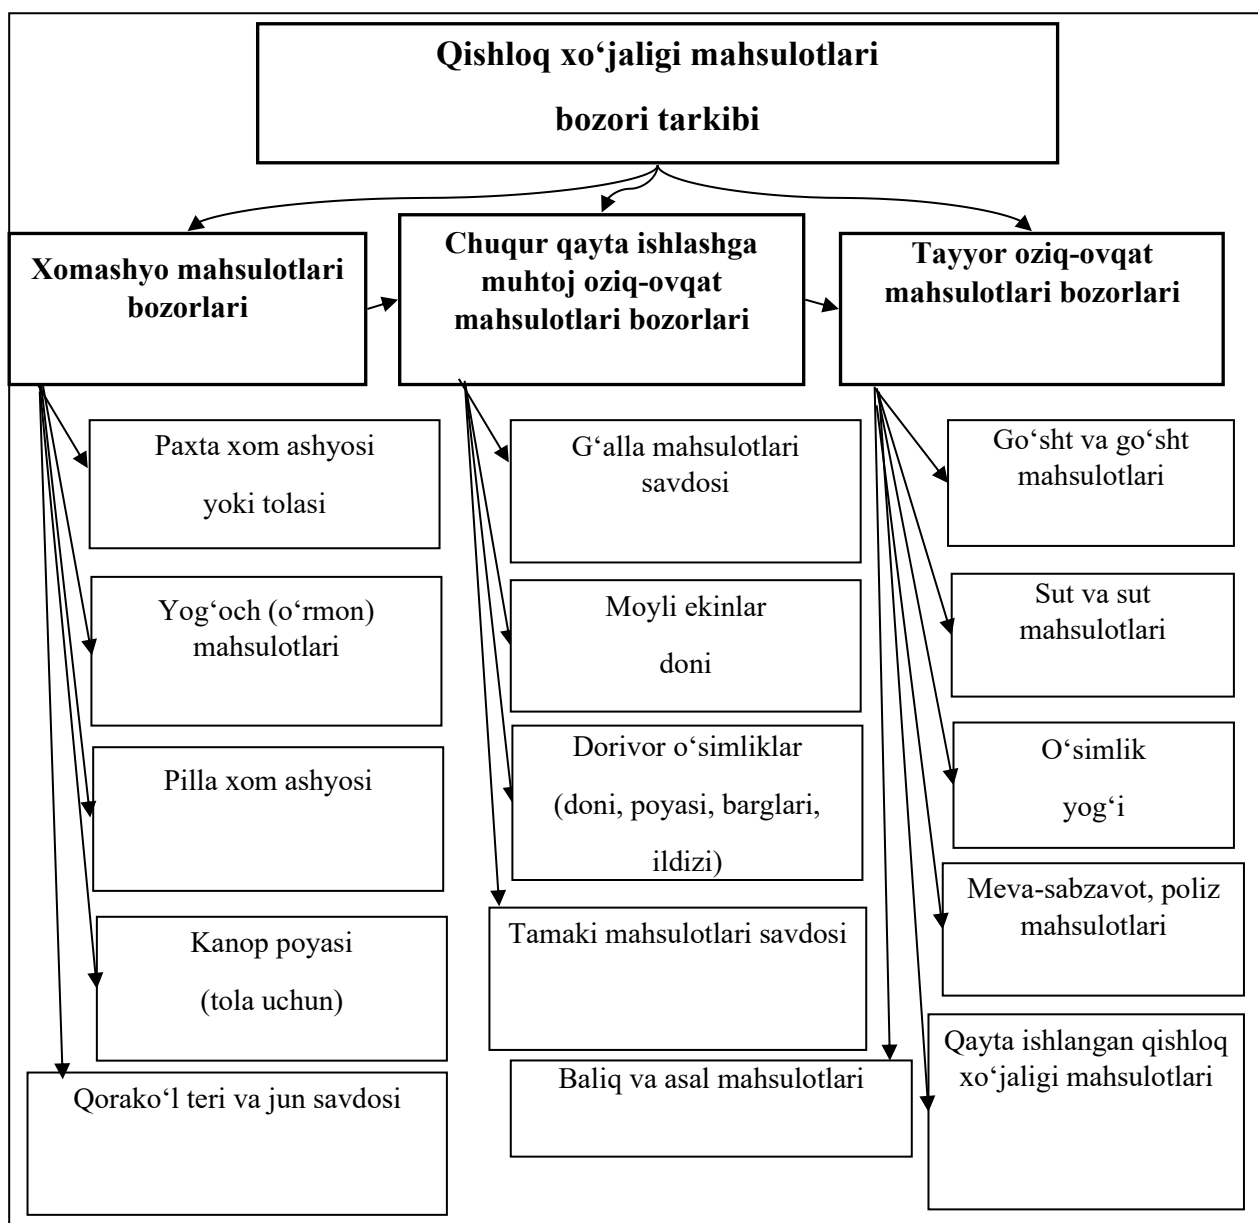 Qishloq xo‘jaligi mahsulotlari
bozori tarkibi
Xomashyo mahsulotlari
bozorlari
Chuqur qayta ishlashga
muhtoj oziq-ovqat
mahsulotlari bozorlari
Tayyor oziq-ovqat
mahsulotlari bozorlari
Paxta xom ashyosi
yoki tolasi
Yog‘och (o‘rmon)
mahsulotlari
Pilla xom ashyosi
Kanop poyasi
(tola uchun)
Qorako‘l teri va jun savdosi
G‘alla mahsulotlari
savdosi
Moyli ekinlar
doni
Dorivor o‘simliklar
(doni, poyasi, barglari,
ildizi)
Tamaki mahsulotlari savdosi
Baliq va asal mahsulotlari
Go‘sht va go‘sht
mahsulotlari
Sut va sut
mahsulotlari
O‘simlik
yog‘i
Meva-sabzavot, poliz
mahsulotlari
Qayta ishlangan qishloq
xo‘jaligi mahsulotlari